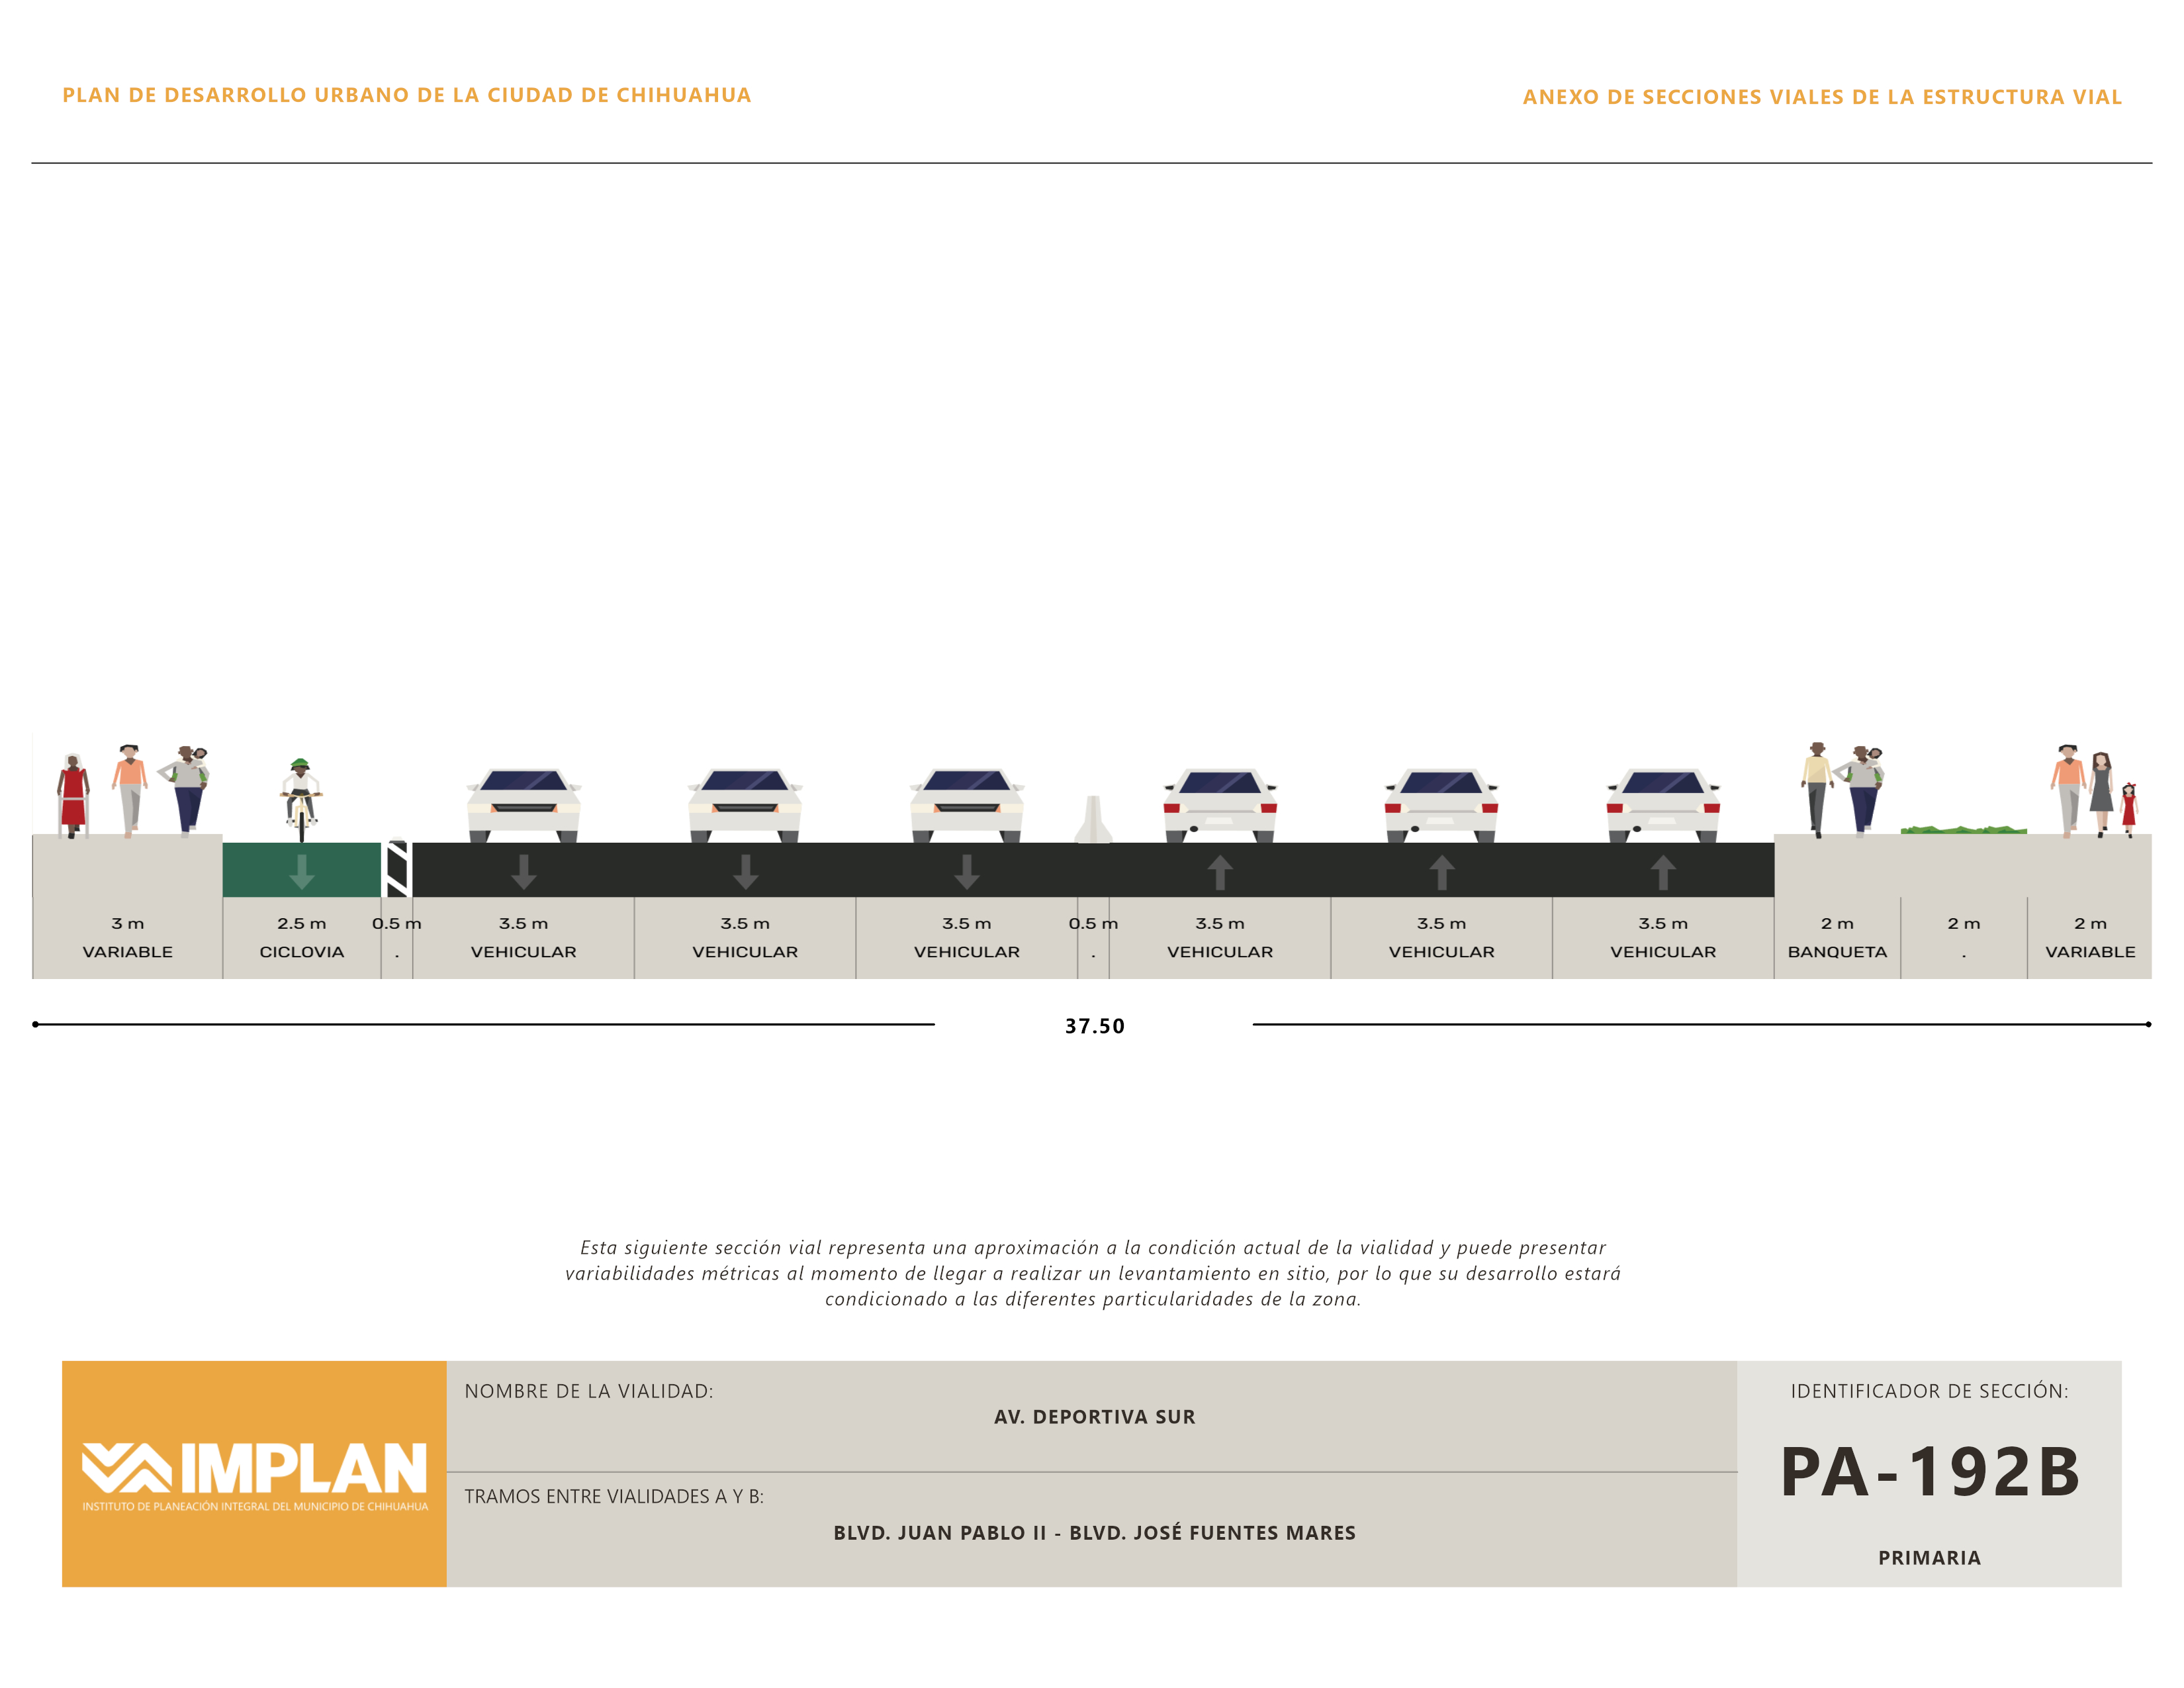 PLAN DE DESARROLLO URBANO DE LA CIUDAD DE CHIHUAHUA
ANEXO DE SECCIONES VIALES DE LA ESTRUCTURA VIAL
3 m 2.5 m 0.5 m 3.5 m 3.5 m 3.5 m 0.5 m 3.5 m 3.5 m 3.5 m 2 m 2 m 2 m
VARIABLE CICLOVIA . VEHICULAR VEHICULAR VEHICULAR . VEHICULAR VEHICULAR VEHICULAR BANQUETA . VARIABLE
37.50
Esta siguiente sección vial representa una aproximación a la condición actual de la vialidad y puede presentar
variabilidades métricas al momento de llegar a realizar un levantamiento en sitio, por lo que su desarrollo estará
condicionado a las diferentes particularidades de la zona.
IMPLAN
INSTITUTO DE PLANEACIÓN INTEGRAL DEL MUNICIPIO DE CHIHUAHUA
NOMBRE DE LA VIALIDAD:
AV. DEPORTIVA SUR
TRAMOS ENTRE VIALIDADES A Y B:
BLVD. JUAN PABLO II - BLVD. JOSÉ FUENTES MARES
IDENTIFICADOR DE SECCIÓN:
PA-192B
PRIMARIA